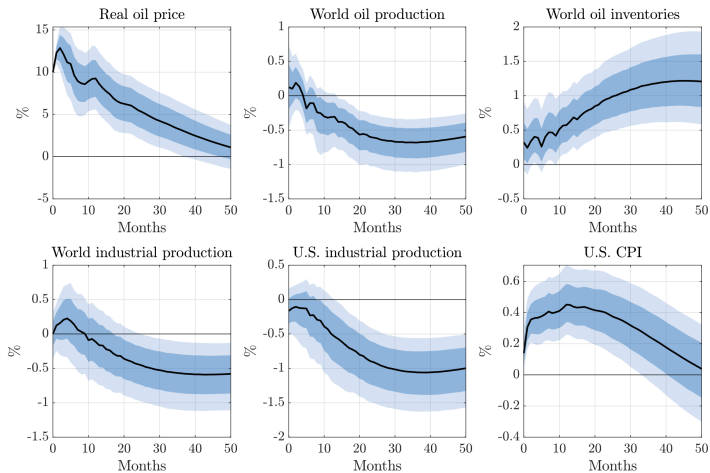 Real oil price
World oil production
World oil inventories
%
15
10
5
0
-5
0 10 20 30 40 50
Months
%
1
0.5
0
-0.5
-1
-1.5
0 10 20 30 40 50
Months
%
2
1.5
1
0.5
0
-0.5
0 10 20 30 40 50
Months
World industrial production
U.S. industrial production
U.S. CPI
%
1
0.5
0
-0.5
-1
-1.5
0 10 20 30 40 50
Months
%
0.5
0
-0.5
-1
-1.5
-2
0 10 20 30 40 50
Months
%
0.6
0.4
0.2
0
-0.2
-0.4
0 10 20 30 40 50
Months